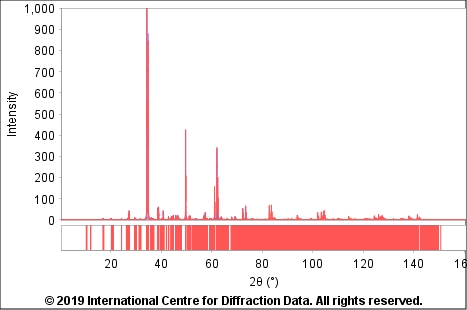 1,000
900
800
700
600
500
400
300
200
100
0
Intensity
20 40 60 80 100 120 140 16
2θ (°)
© 2019 International Centre for Diffraction Data. All rights reserved.